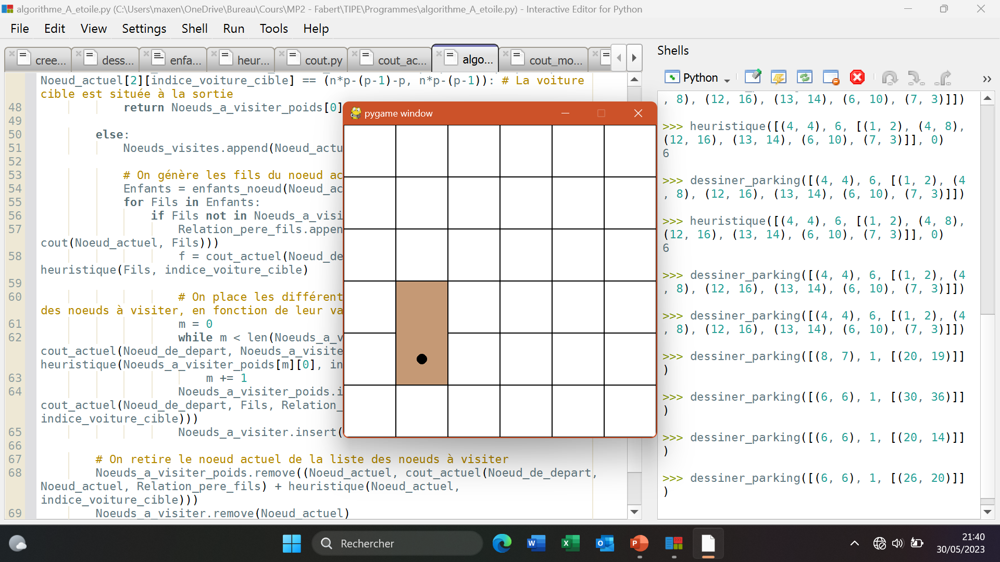 algorithme_A_etoile.py (C:\Users\maxen\OneDrive\Bureau\Cours\MP2 - Fabert\TIPE\Programmes\algorithme_A_etoile.py) - Interactive Editor for Python
File Edit View Settings Shell Run Tools Help
cree... dess... enfa... heur... cout.py cout_ac... algo... cout_mo...
Noeud_actuel[2][indice_voiture_cible] == (n*p-(p-1)-p, n*p-(p-1)): # La voiture
cible est située à la sortie
48 return Noeuds_a_visiter_poids[0]
49
50 else:
51 Noeuds_visites.append(Noeud_actu
52
53 # On génère les fils du noeud ac
54 Enfants = enfants_noeud(Noeud_ac
55 for Fils in Enfants:
56 if Fils not in Noeuds_a_visi
57 Relation_pere_fils.appen
cout(Noeud_actuel, Fils)))
58 f = cout_actuel(Noeud_de
heuristique(Fils, indice_voiture_cible)
59
60 # On place les différent
des noeuds à visiter, en fonction de leur va
61 m = 0
62 while m < len(Noeuds_a_v
cout_actuel(Noeud_de_depart, Noeuds_a_visite
heuristique(Noeuds_a_visiter_poids[m][0], in
63 m += 1
64 Noeuds_a_visiter_poids.i
cout_actuel(Noeud_de_depart, Fils, Relation_
indice_voiture_cible)))
65 Noeuds_a_visiter.insert(
66
67 # On retire le noeud actuel de la liste des noeuds à visiter
68 Noeuds_a_visiter_poids.remove((Noeud_actuel, cout_actuel(Noeud_de_depart,
Noeud_actuel, Relation_pere_fils) + heuristique(Noeud_actuel,
indice_voiture_cible)))
69 Noeuds_a_visiter.remove(Noeud_actuel)
pygame window
Shells
Python
, 8), (12, 16), (13, 14), (6, 10), (7, 3)]])
>>> heuristique([(4, 4), 6, [(1, 2), (4, 8),
(12, 16), (13, 14), (6, 10), (7, 3)]], 0)
6
>>> dessiner_parking([(4, 4), 6, [(1, 2), (4
, 8), (12, 16), (13, 14), (6, 10), (7, 3)]])
>>> heuristique([(4, 4), 6, [(1, 2), (4, 8),
(12, 16), (13, 14), (6, 10), (7, 3)]], 0)
6
>>> dessiner_parking([(4, 4), 6, [(1, 2), (4
, 8), (12, 16), (13, 14), (6, 10), (7, 3)]])
>>> dessiner_parking([(4, 4), 6, [(1, 2), (4
, 8), (12, 16), (13, 14), (6, 10), (7, 3)]])
>>> dessiner_parking([(8, 7), 1, [(20, 19)]]
)
>>> dessiner_parking([(6, 6), 1, [(30, 36)]]
)
>>> dessiner_parking([(6, 6), 1, [(20, 14)]]
)
>>> dessiner_parking([(6, 6), 1, [(26, 20)]]
)
Rechercher
21:40
30/05/2023